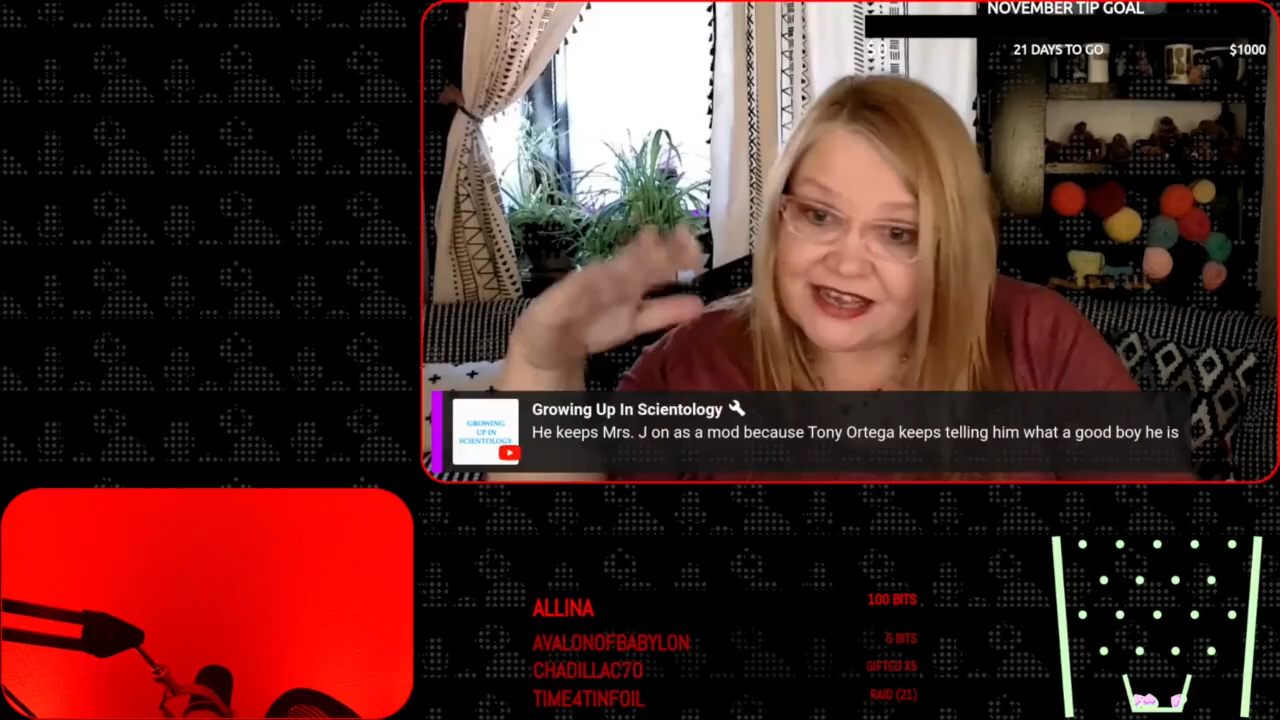 NOVEMBER TIP GOAL
$0
21 DAYS TO GO
$1000
GROWING
UP IN
SCIENTOLOGY
Growing Up In Scientology
He keeps Mrs. J on as a mod because Tony Ortega keeps telling him what a good boy he is
ALLINA
100 BITS
AVALONOFBABYLON
5 BITS
CHADILLAC70
GIFTED X5
TIME4TINFOIL
RAID (21)